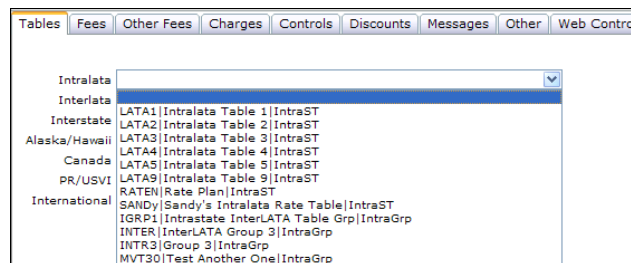 Tables Fees Other Fees Charges Controls Discounts Messages Other Web Contro
Intralata
Interlata
LATA1|Intralata Table 1|IntraST
Interstate
LATA2|Intralata Table 2|IntraST
LATA3|Intralata Table 3|IntraST
Alaska/Hawaii
LATA4|Intralata Table 4|IntraST
Canada
LATA5|Intralata Table 5|IntraST
LATA9|Intralata Table 9|IntraST
PR/USVI
RATEN|Rate Plan|IntraST
International
SANDy|Sandy's Intralata Rate Table|IntraST
IGRP1|Intrastate InterLATA Table Grp|IntraGrp
INTER|InterLATA Group 3|IntraGrp
INTR3|Group 3|IntraGrp
MVT30|Test Another One|IntraGrp